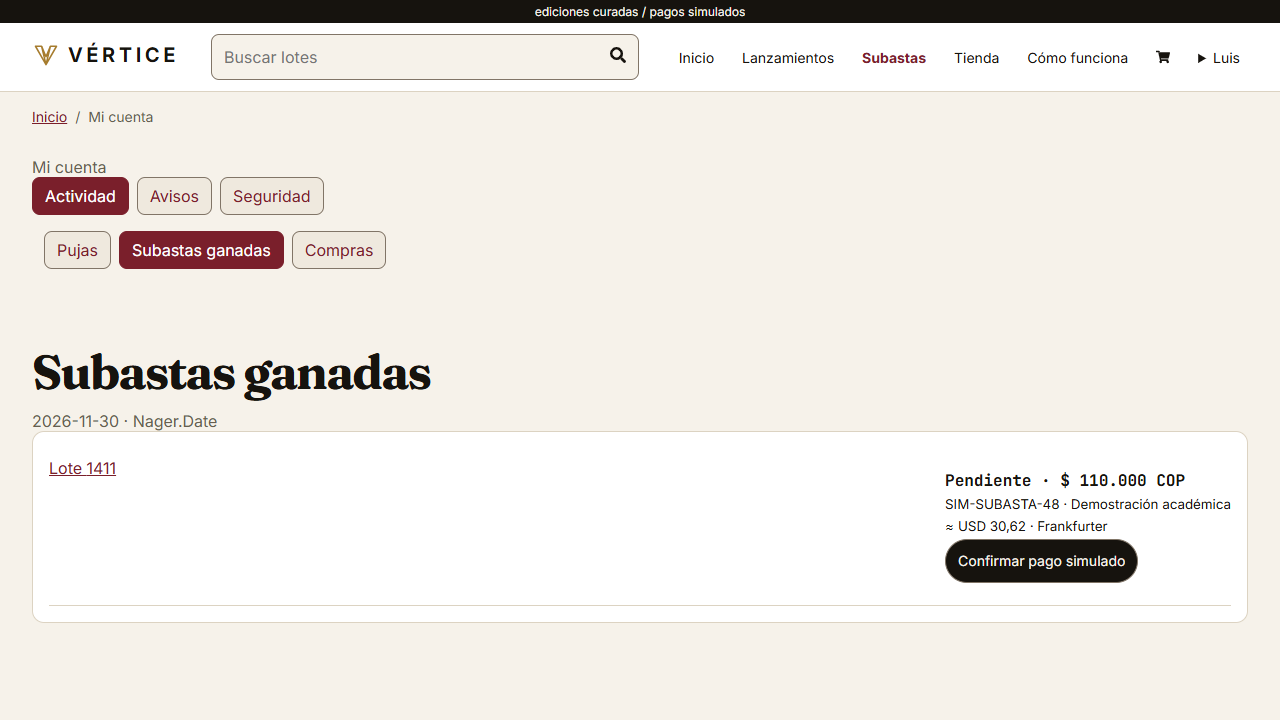 ediciones curadas / pagos simulados
VÉRTICE
Buscar lotes
Inicio
Lanzamientos
Subastas
Tienda
Cómo funciona
Luis
Inicio / Mi cuenta
Mi cuenta
Actividad
Avisos
Seguridad
Pujas
Subastas ganadas
Compras
Subastas ganadas
2026-11-30 · Nager.Date
Lote 1411
Pendiente · $ 110.000 COP
SIM-SUBASTA-48 · Demostración académica
≈ USD 30,62 · Frankfurter
Confirmar pago simulado